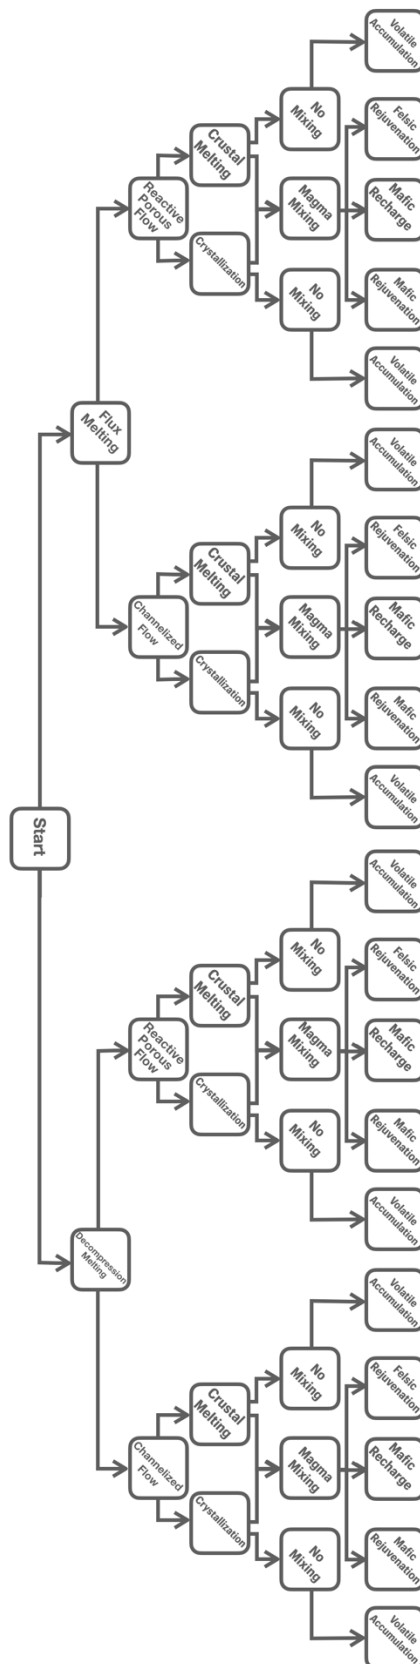 Start
Flux
Melting
Decompression
Melting
Reactive
Porous
Flow
Channelized
Flow
Reactive
Porous
Flow
Channelized
Flow
Crustal
Melting
Crystallization
Crustal
Melting
Crystallization
Crustal
Melting
Crystallization
Crustal
Melting
Crystallization
No
Mixing
Magma
Mixing
No
Mixing
No
Mixing
Magma
Mixing
No
Mixing
No
Mixing
Magma
Mixing
No
Mixing
No
Mixing
Magma
Mixing
No
Mixing
Volatile
Accumulation
Felsic
Rejuvenation
Mafic
Recharge
Mafic
Rejuvenation
Volatile
Accumulation
Volatile
Accumulation
Felsic
Rejuvenation
Mafic
Recharge
Mafic
Rejuvenation
Volatile
Accumulation
Volatile
Accumulation
Felsic
Rejuvenation
Mafic
Recharge
Mafic
Rejuvenation
Volatile
Accumulation
Volatile
Accumulation
Felsic
Rejuvenation
Mafic
Recharge
Mafic
Rejuvenation
Volatile
Accumulation